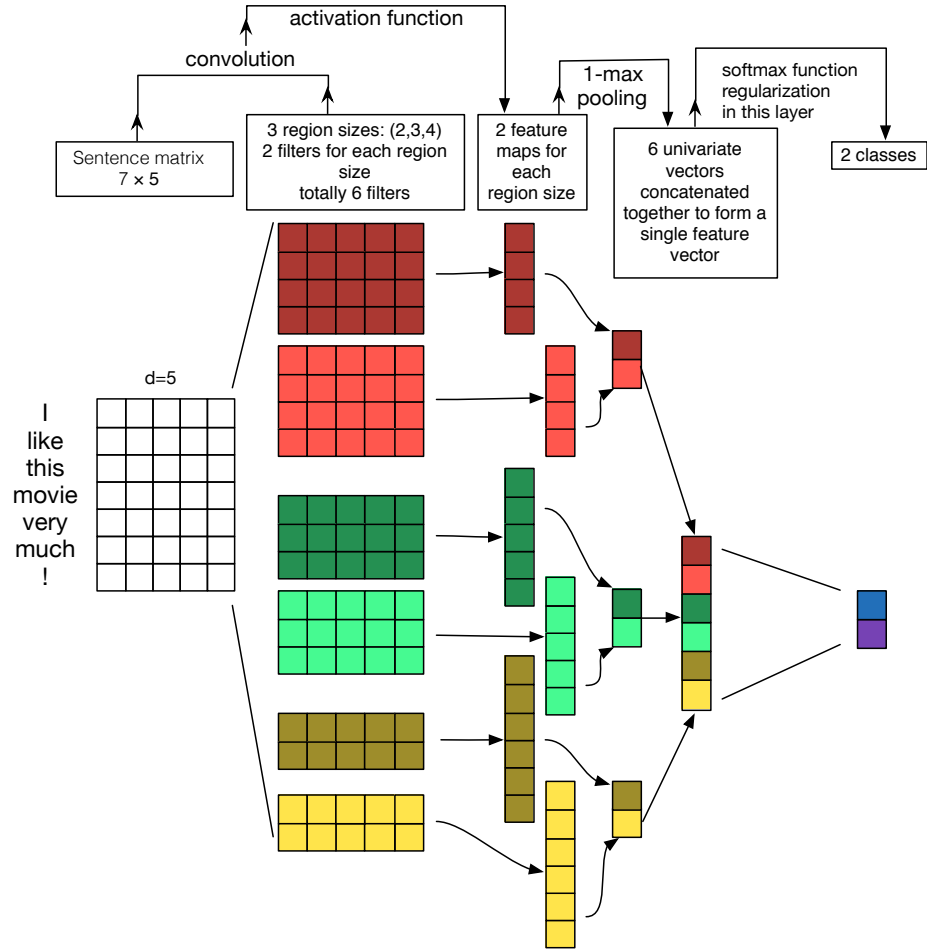 activation function
convolution
1-max
pooling
softmax function
regularization
in this layer
Sentence matrix
7 × 5
3 region sizes: (2,3,4)
2 filters for each region
size
totally 6 filters
2 feature
maps for
each
region size
6 univariate
vectors
concatenated
together to form a
single feature
vector
2 classes
d=5
I
like
this
movie
very
much
!